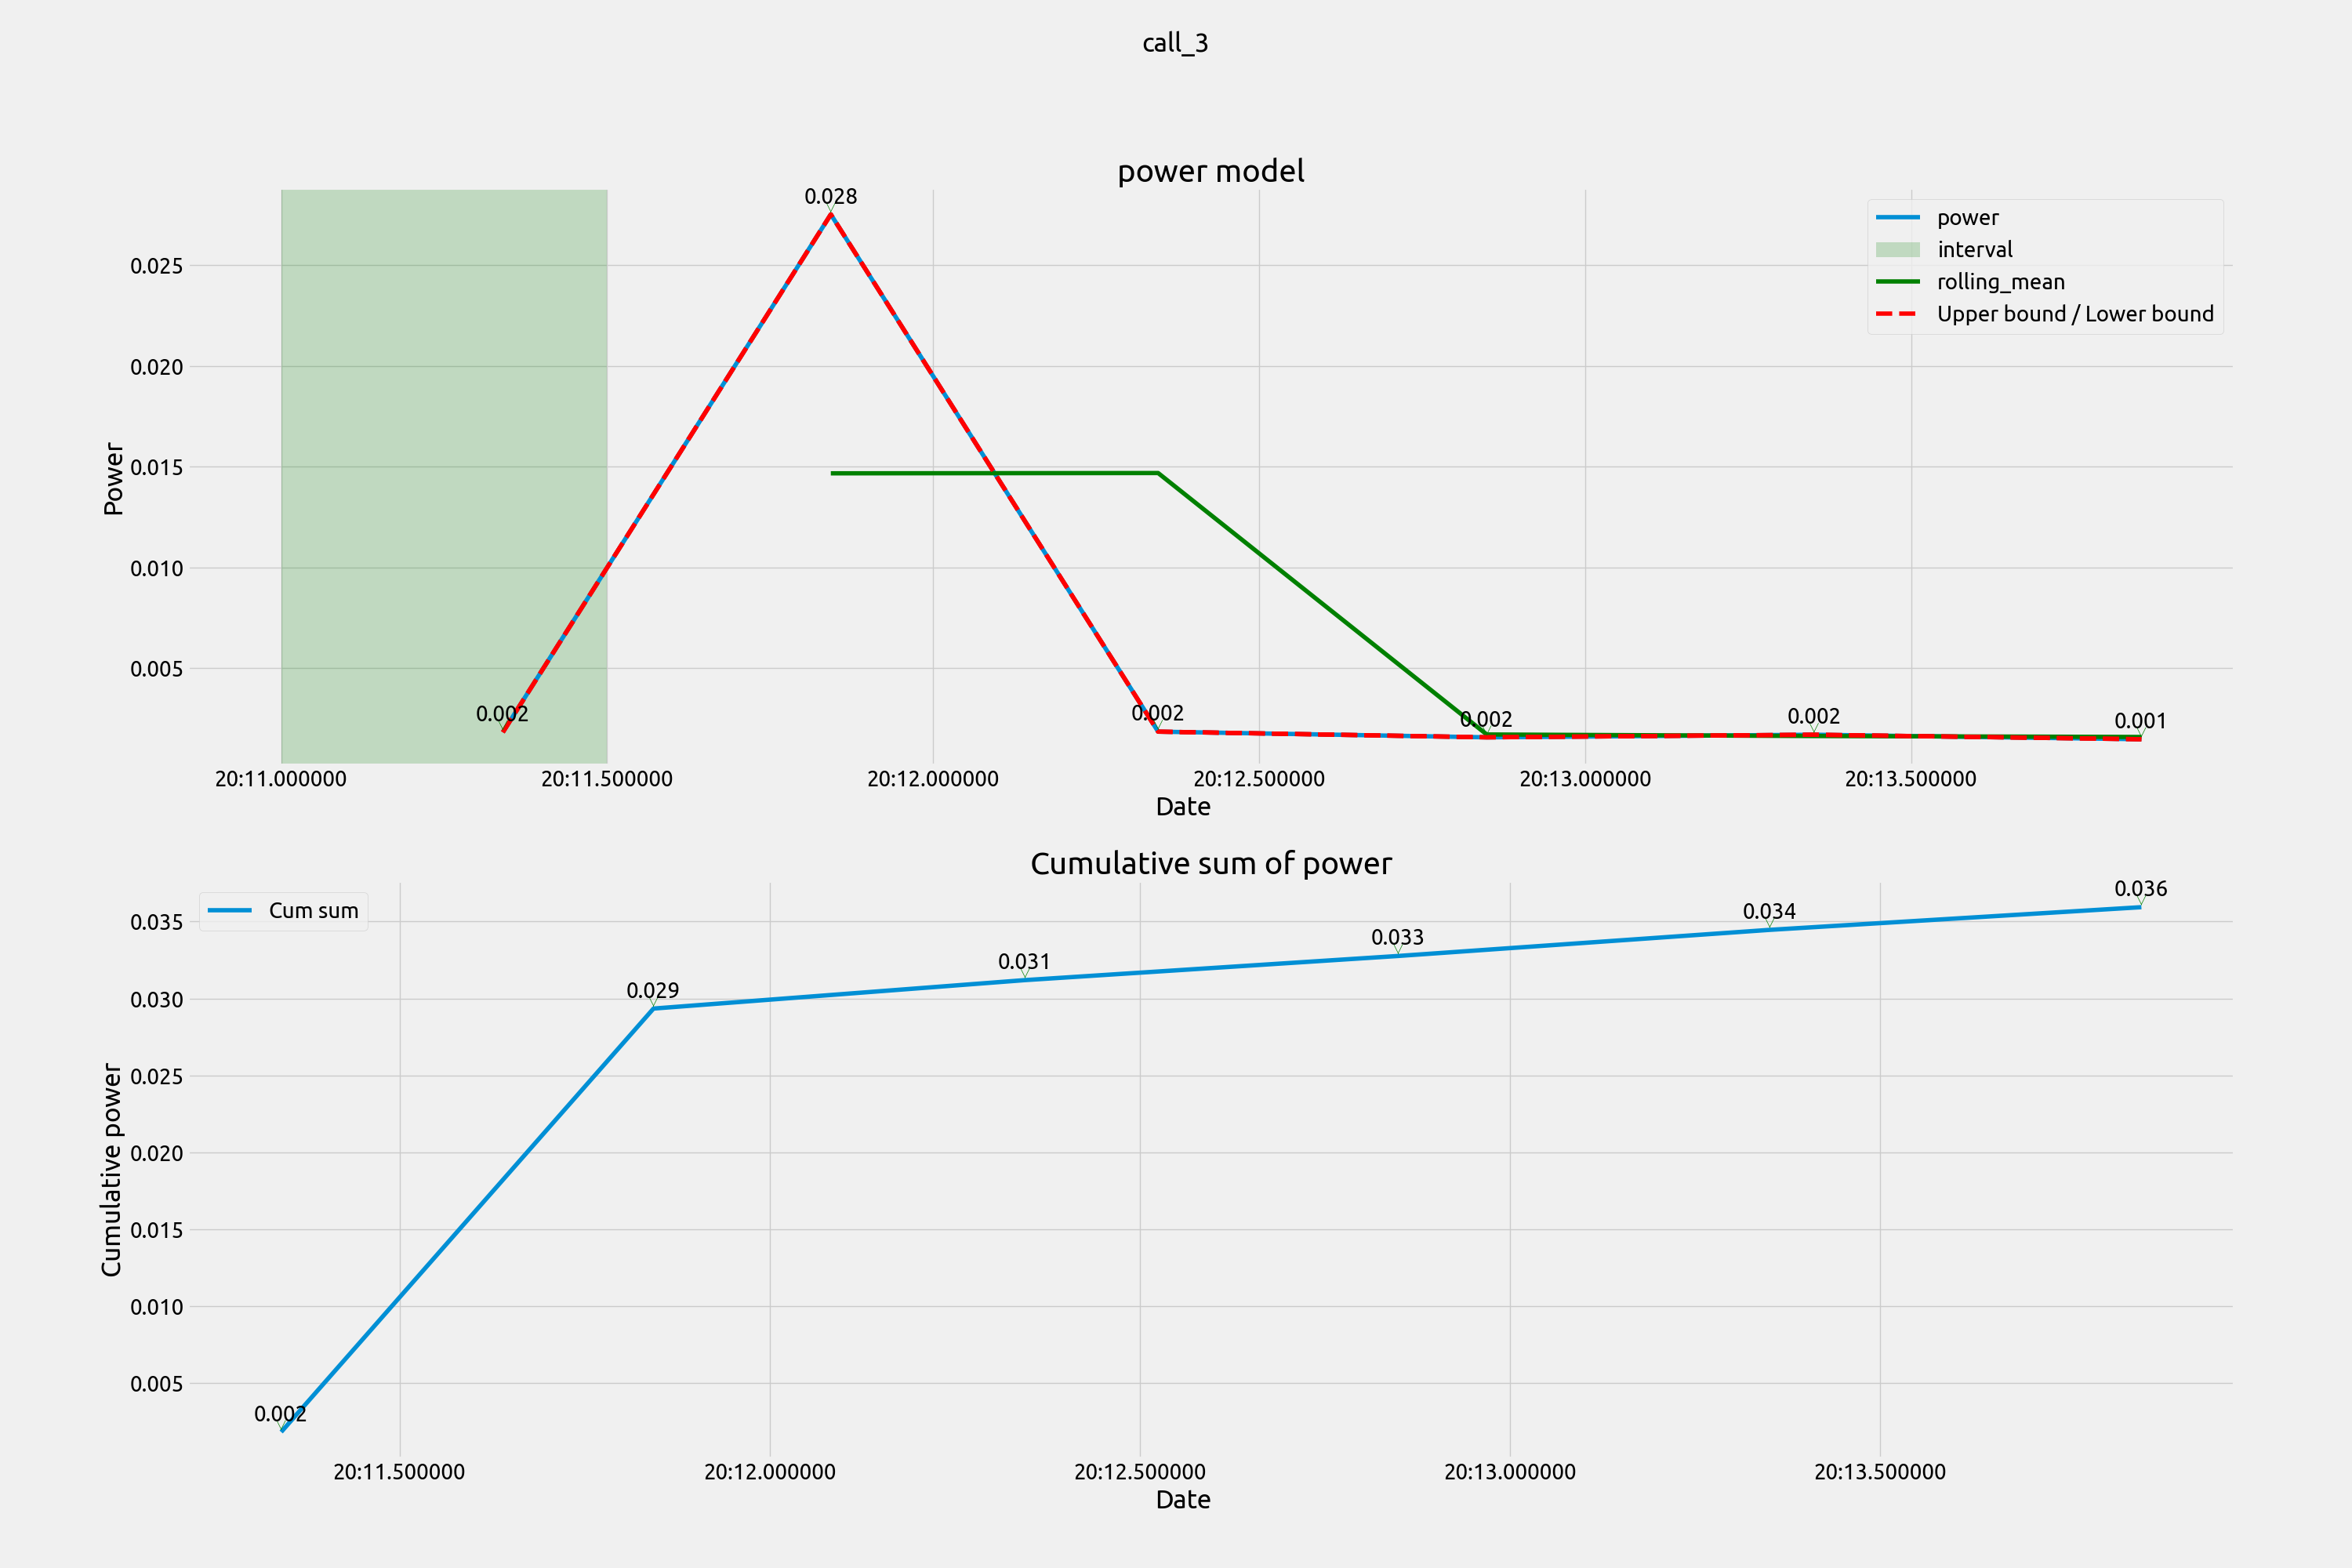 call_3
power model
0.028
power
interval
rolling_mean
Upper bound / Lower bound
0.025
0.020
0.015
0.010
0.005
Power
0.002
0.002
0.002
0.002
0.001
20:11.000000
20:11.500000
20:12.000000
20:12.500000
20:13.000000
20:13.500000
Date
Cumulative sum of power
Cum sum
0.035
0.030
0.025
0.020
0.015
0.010
0.005
Cumulative power
0.002
0.029
0.031
0.033
0.034
0.036
20:11.500000
20:12.000000
20:12.500000
20:13.000000
20:13.500000
Date